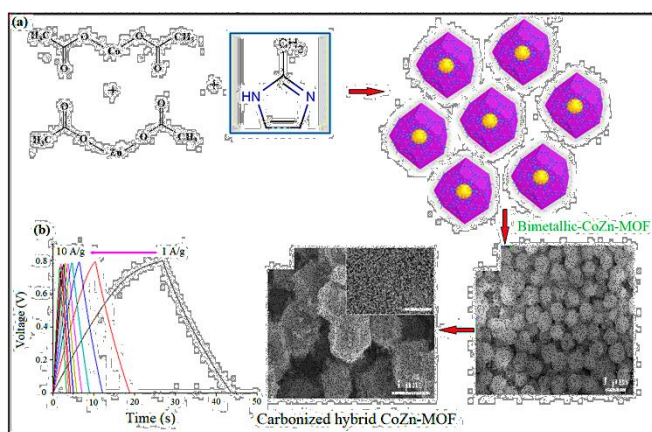 (a)
H₃C O Co O CH₃
O O
+
+
O O
H₃C O Zn O CH₃
CH₃
HN N
Bimetallic-CoZn-MOF
(b)
10 A/g 1 A/g
Voltage (V)
0.8
0.6
0.4
0.2
0
0 10 20 30 40 50
Time (s)
Carbonized hybrid CoZn-MOF